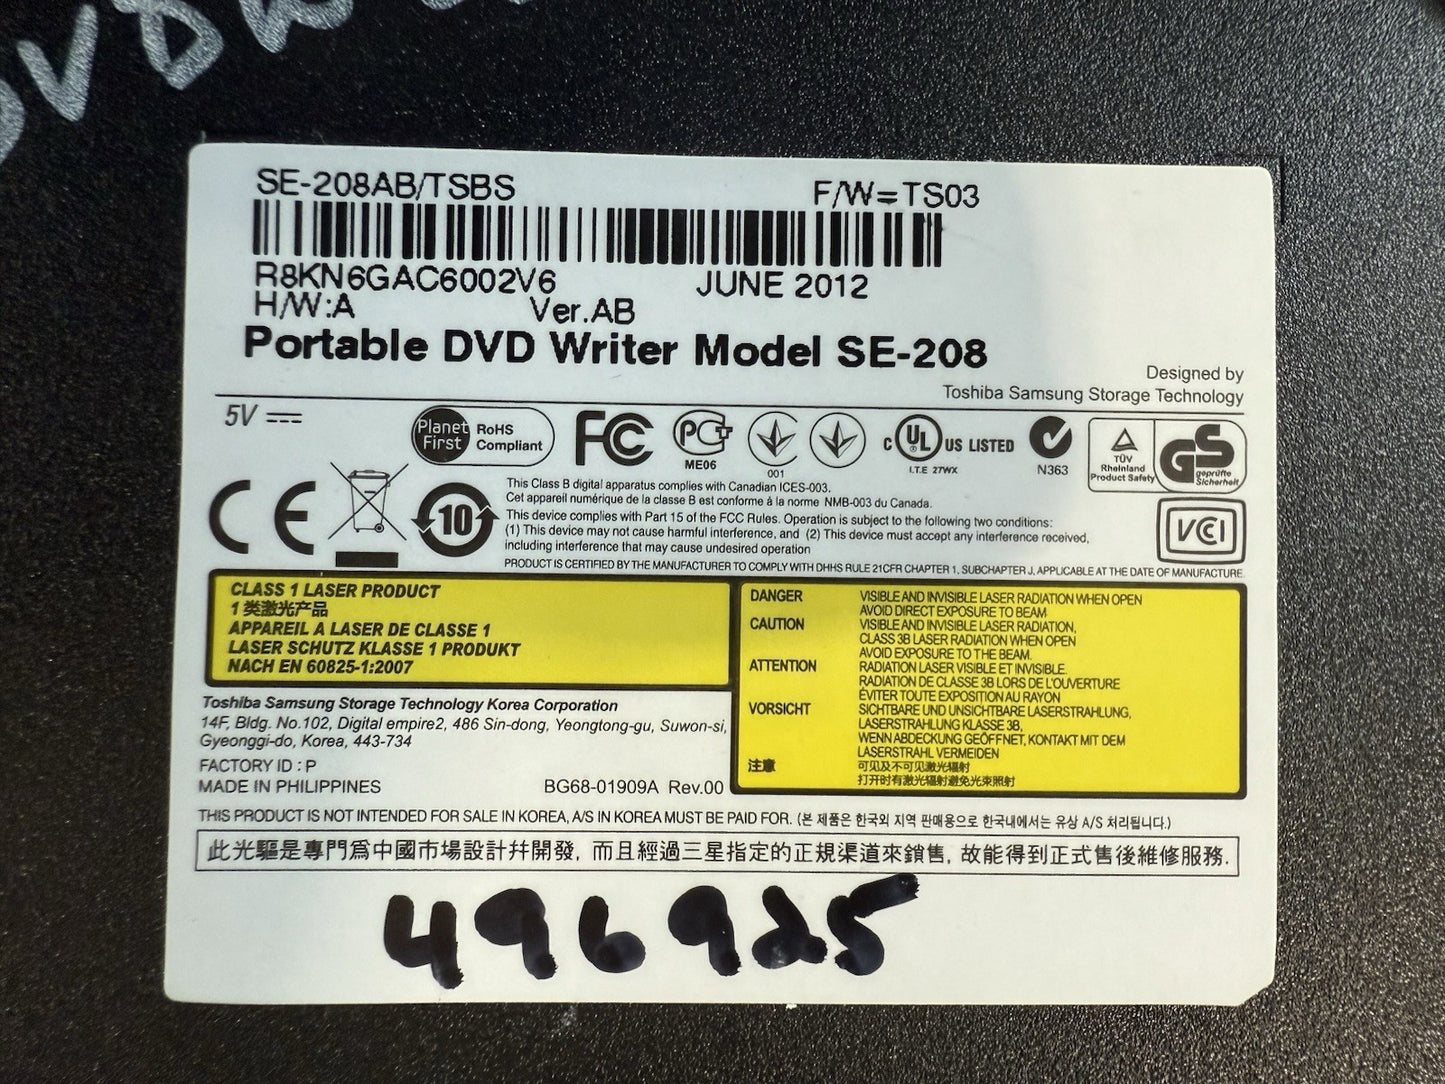 SE-208AB/TSBS F/W=TS03
R8KN6GAC6002V6 JUNE 2012
H/W:A Ver.AB
Portable DVD Writer Model SE-208
Designed by
Toshiba Samsung Storage Technology
5V
Planet First RoHS Compliant
FC
PCT
ME06
001
c UL US LISTED
I.T.E 27WX
N363
TÜV Rheinland Product Safety
GS geprüfte Sicherheit
CE
10
VCI
This Class B digital apparatus complies with Canadian ICES-003.
Cet appareil numérique de la classe B est conforme à la norme NMB-003 du Canada.
This device complies with Part 15 of the FCC Rules. Operation is subject to the following two conditions:
(1) This device may not cause harmful interference, and (2) This device must accept any interference received,
including interference that may cause undesired operation
PRODUCT IS CERTIFIED BY THE MANUFACTURER TO COMPLY WITH DHHS RULE 21CFR CHAPTER 1, SUBCHAPTER J, APPLICABLE AT THE DATE OF MANUFACTURE.
CLASS 1 LASER PRODUCT
1 类激光产品
APPAREIL A LASER DE CLASSE 1
LASER SCHUTZ KLASSE 1 PRODUKT
NACH EN 60825-1:2007
DANGER VISIBLE AND INVISIBLE LASER RADIATION WHEN OPEN
AVOID DIRECT EXPOSURE TO BEAM
CAUTION VISIBLE AND INVISIBLE LASER RADIATION,
CLASS 3B LASER RADIATION WHEN OPEN
AVOID EXPOSURE TO THE BEAM.
ATTENTION RADIATION LASER VISIBLE ET INVISIBLE.
RADIATION DE CLASSE 3B LORS DE L'OUVERTURE
ÉVITER TOUTE EXPOSITION AU RAYON
VORSICHT SICHTBARE UND UNSICHTBARE LASERSTRAHLUNG,
LASERSTRAHLUNG KLASSE 3B,
WENN ABDECKUNG GEÖFFNET, KONTAKT MIT DEM
LASERSTRAHL VERMEIDEN
注意 可见及不可见激光辐射
打开时有激光辐射避免光束照射
Toshiba Samsung Storage Technology Korea Corporation
14F, Bldg. No.102, Digital empire2, 486 Sin-dong, Yeongtong-gu, Suwon-si,
Gyeonggi-do, Korea, 443-734
FACTORY ID : P
MADE IN PHILIPPINES BG68-01909A Rev.00
THIS PRODUCT IS NOT INTENDED FOR SALE IN KOREA, A/S IN KOREA MUST BE PAID FOR. (본 제품은 한국외 지역 판매용으로 한국내에서는 유상 A/S 처리됩니다.)
此光驅是專門爲中國市場設計幷開發, 而且經過三星指定的正規渠道來銷售, 故能得到正式售後維修服務.
496925